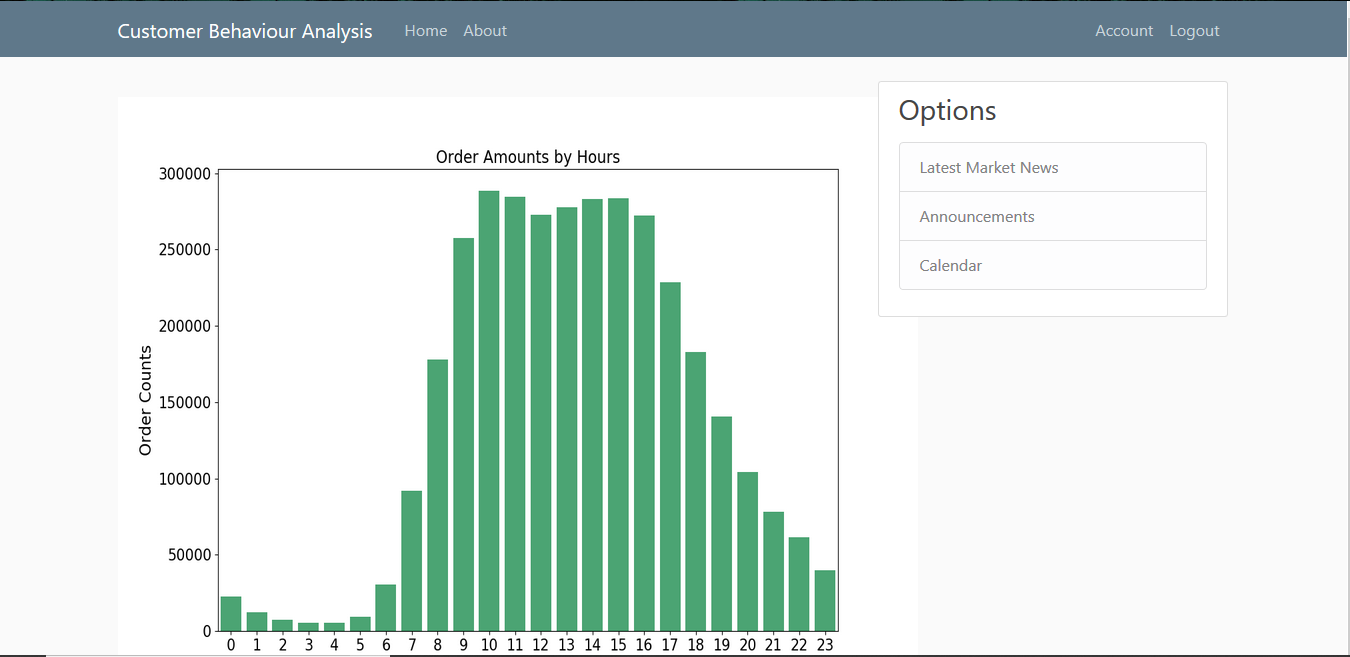 Customer Behaviour Analysis Home About Account Logout
Options
Latest Market News
Announcements
Calendar
Order Amounts by Hours
Order Counts
300000
250000
200000
150000
100000
50000
0
0 1 2 3 4 5 6 7 8 9 10 11 12 13 14 15 16 17 18 19 20 21 22 23